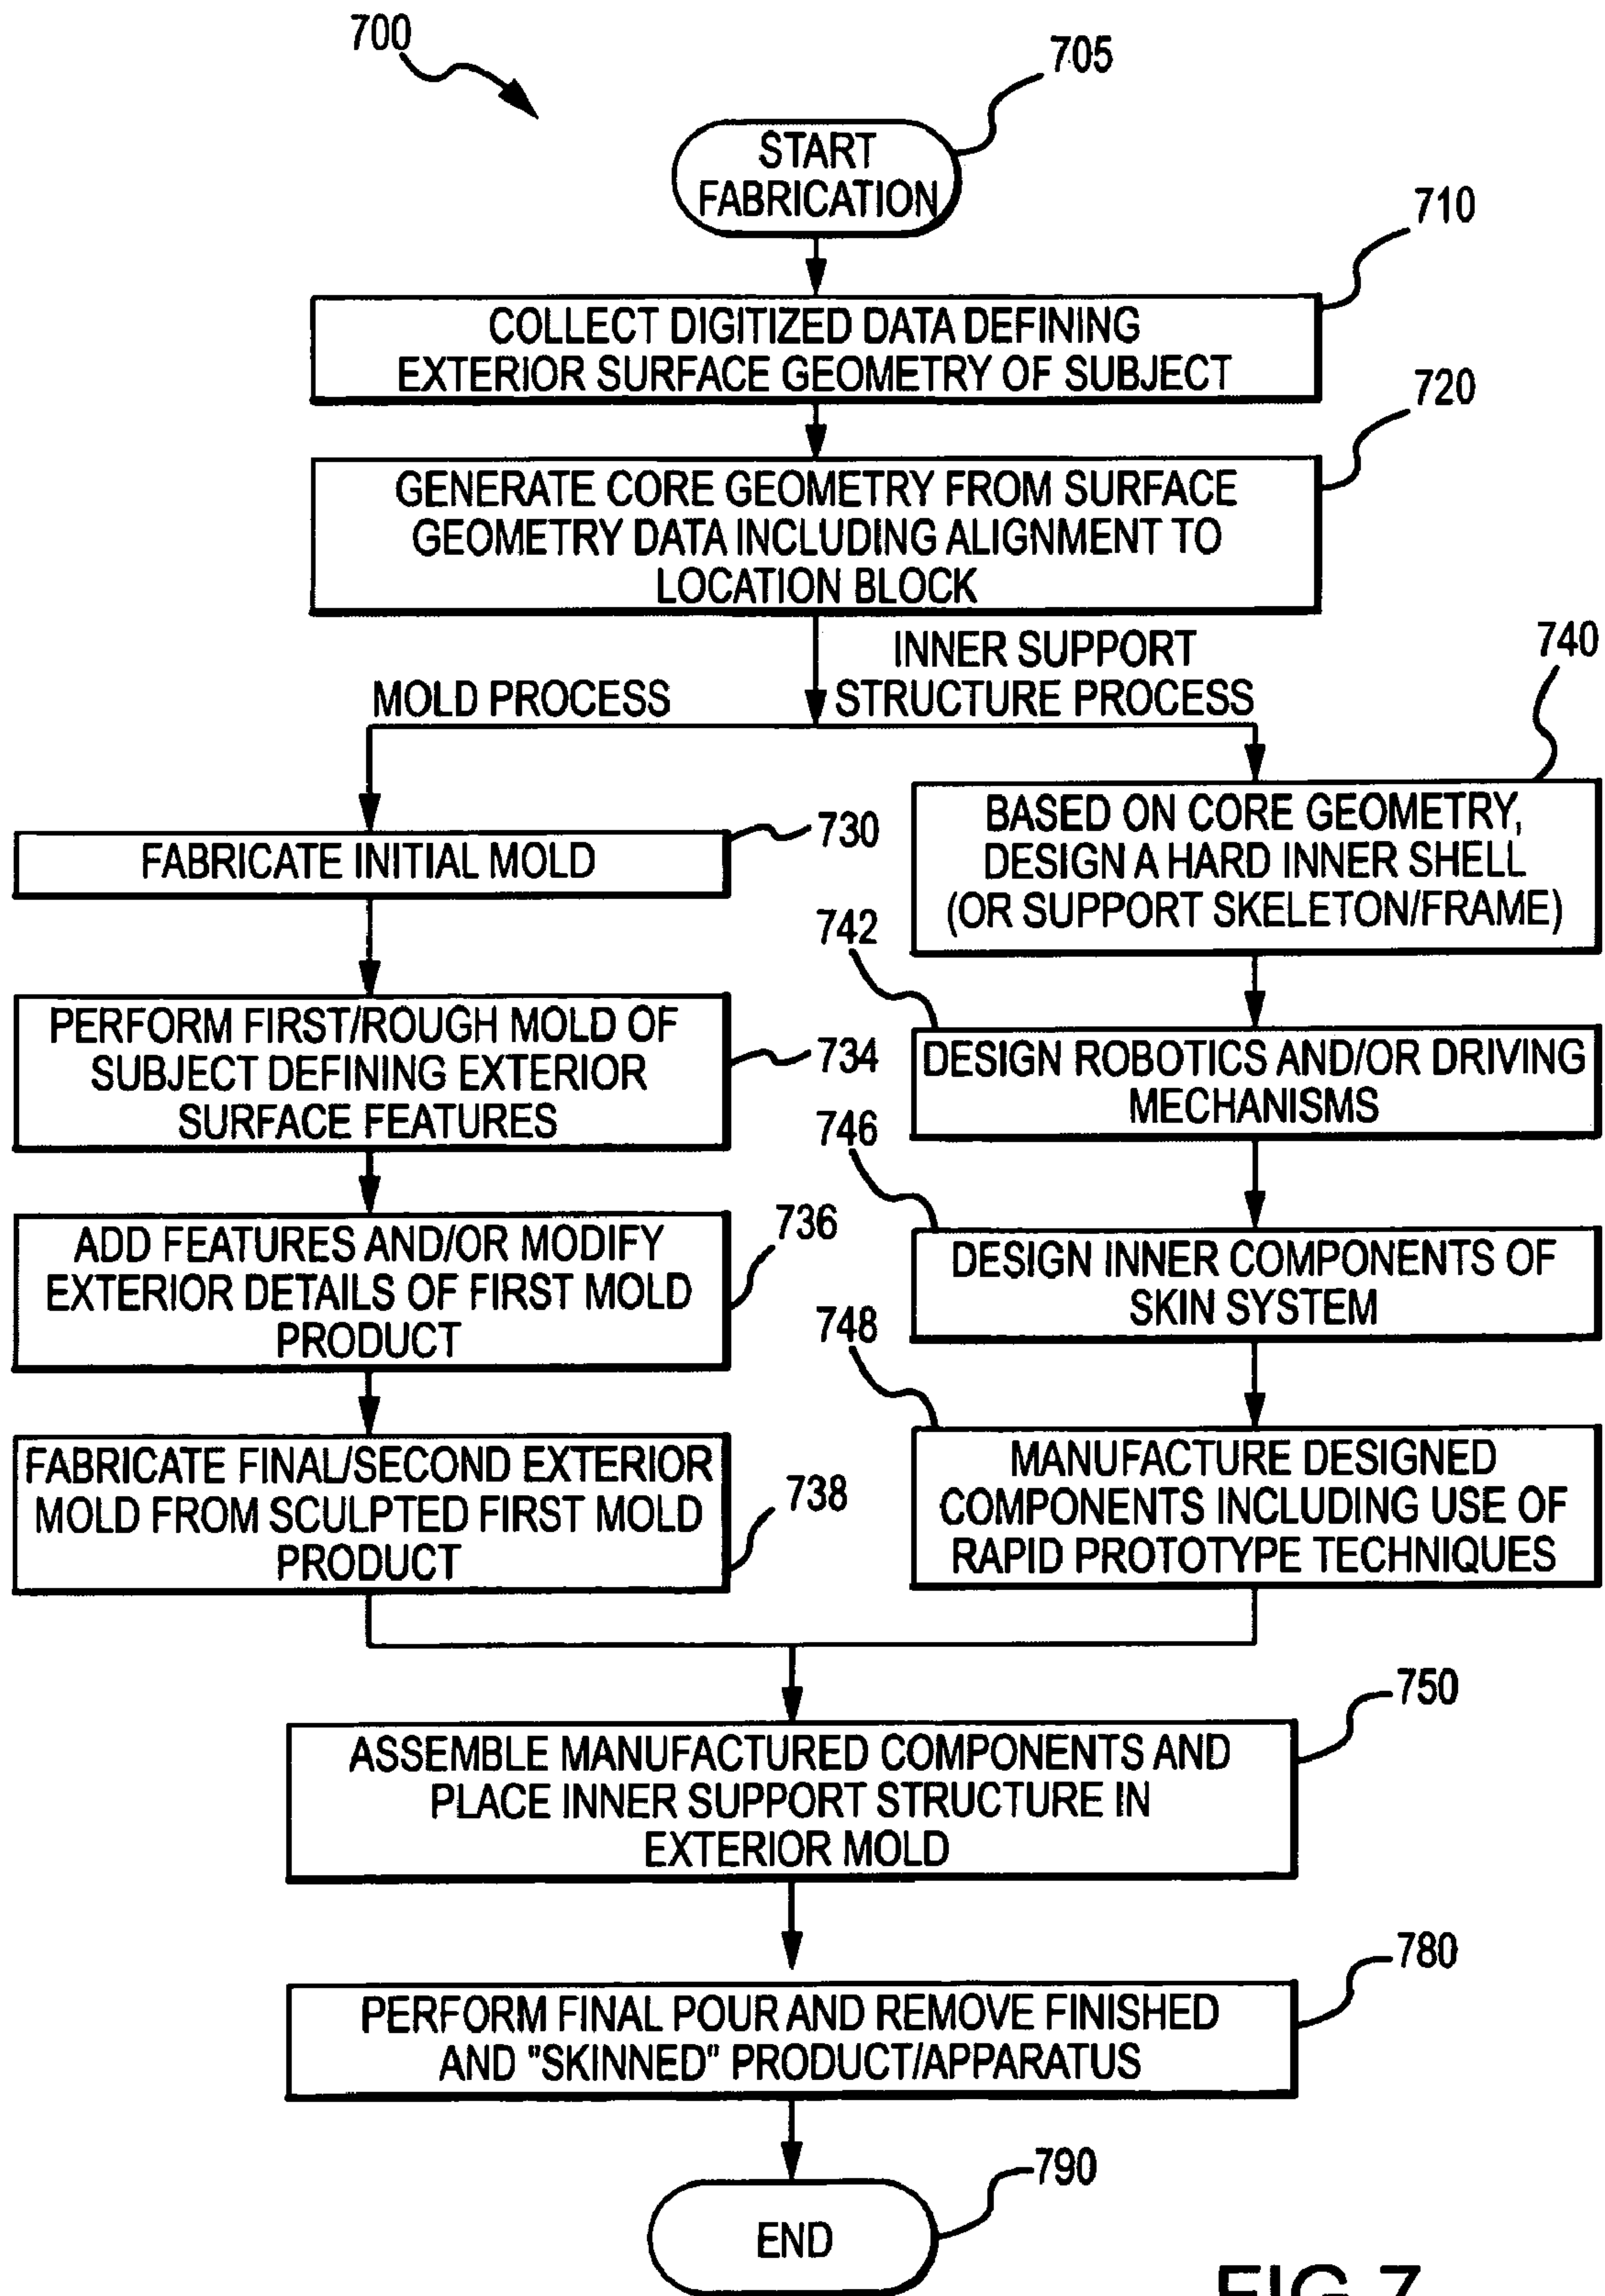 700
705
START
FABRICATION
710
COLLECT DIGITIZED DATA DEFINING
EXTERIOR SURFACE GEOMETRY OF SUBJECT
720
GENERATE CORE GEOMETRY FROM SURFACE
GEOMETRY DATA INCLUDING ALIGNMENT TO
LOCATION BLOCK
MOLD PROCESS
INNER SUPPORT
STRUCTURE PROCESS
730
FABRICATE INITIAL MOLD
734
PERFORM FIRST/ROUGH MOLD OF
SUBJECT DEFINING EXTERIOR
SURFACE FEATURES
736
ADD FEATURES AND/OR MODIFY
EXTERIOR DETAILS OF FIRST MOLD
PRODUCT
738
FABRICATE FINAL/SECOND EXTERIOR
MOLD FROM SCULPTED FIRST MOLD
PRODUCT
740
BASED ON CORE GEOMETRY,
DESIGN A HARD INNER SHELL
(OR SUPPORT SKELETON/FRAME)
742
DESIGN ROBOTICS AND/OR DRIVING
MECHANISMS
746
DESIGN INNER COMPONENTS OF
SKIN SYSTEM
748
MANUFACTURE DESIGNED
COMPONENTS INCLUDING USE OF
RAPID PROTOTYPE TECHNIQUES
750
ASSEMBLE MANUFACTURED COMPONENTS AND
PLACE INNER SUPPORT STRUCTURE IN
EXTERIOR MOLD
780
PERFORM FINAL POUR AND REMOVE FINISHED
AND "SKINNED" PRODUCT/APPARATUS
790
END
FIG.7